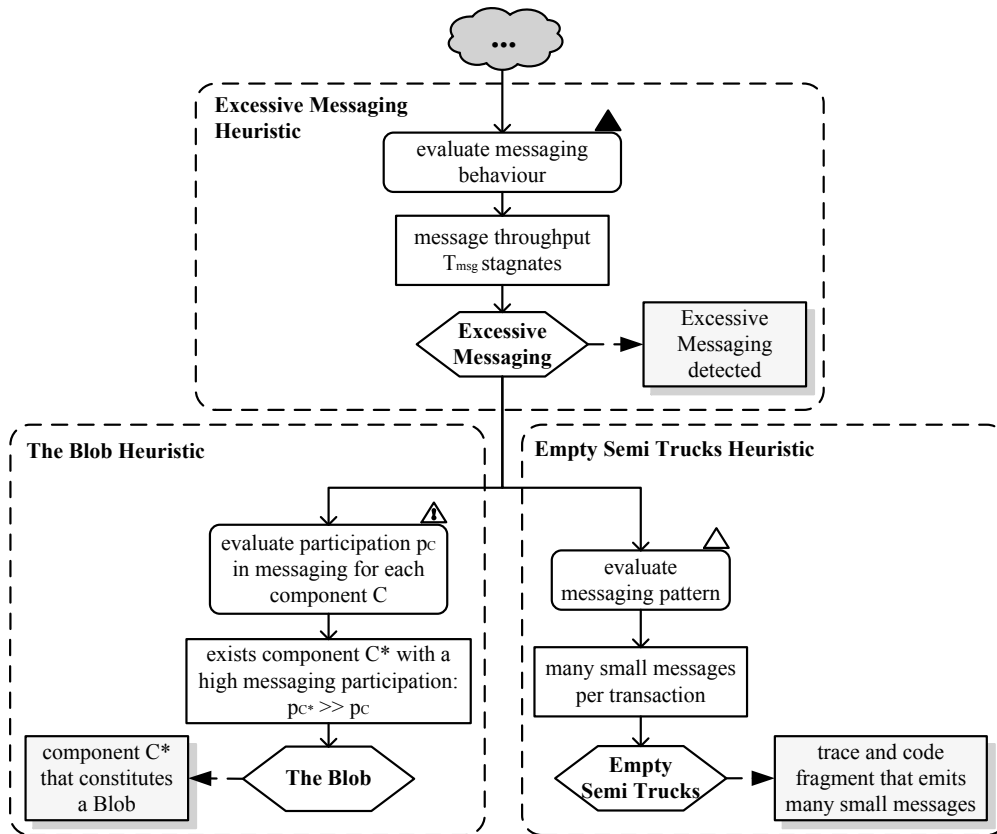 ...
Excessive Messaging
Heuristic
evaluate messaging
behaviour
message throughput
Tmsg stagnates
Excessive
Messaging
Excessive
Messaging
detected
The Blob Heuristic
evaluate participation pC
in messaging for each
component C
exists component C* with a
high messaging participation:
pC* >> pC
The Blob
component C*
that constitutes
a Blob
Empty Semi Trucks Heuristic
evaluate
messaging pattern
many small messages
per transaction
Empty
Semi Trucks
trace and code
fragment that emits
many small messages